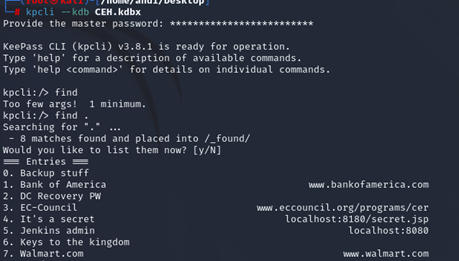 (root㉿kali)-[/home/andi/Desktop]
# kpcli --kdb CEH.kdbx
Provide the master password: *************************
KeePass CLI (kpcli) v3.8.1 is ready for operation.
Type 'help' for a description of available commands.
Type 'help <command>' for details on individual commands.
kpcli:/> find
Too few args!  1 minimum.
kpcli:/> find .
Searching for "." ...
 - 8 matches found and placed into /_found/
Would you like to list them now? [y/N]
=== Entries ===
0. Backup stuff
1. Bank of America www.bankofamerica.com
2. DC Recovery PW
3. EC-Council www.eccouncil.org/programs/cer
4. It's a secret localhost:8180/secret.jsp
5. Jenkins admin localhost:8080
6. Keys to the kingdom
7. Walmart.com www.walmart.com